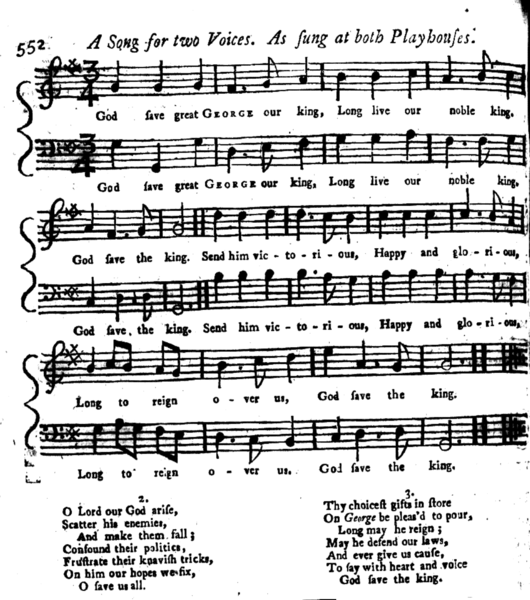 552
A Song for two Voices. As ſung at both Playhouſes.
3
4
God ſave great GEORGE our king, Long live our noble king,
3
4
God ſave great GEORGE our king, Long live our noble king,
God ſave the king. Send him vic - to - ri - ous, Happy and glo - ri - ous,
God ſave the king. Send him vic - to - ri - ous, Happy and glo - ri - ous,
Long to reign o - ver us, God ſave the king.
Long to reign o - ver us. God ſave the king.
2.
O Lord our God ariſe,
Scatter his enemies,
And make them fall;
Confound their politics,
Fruſtrate their knaviſh tricks,
On him our hopes we fix,
O ſave us all.
3.
Thy choiceſt gifts in ſtore
On George be pleas'd to pour,
Long may he reign;
May he defend our laws,
And ever give us cauſe,
To ſay with heart and voice
God ſave the king.